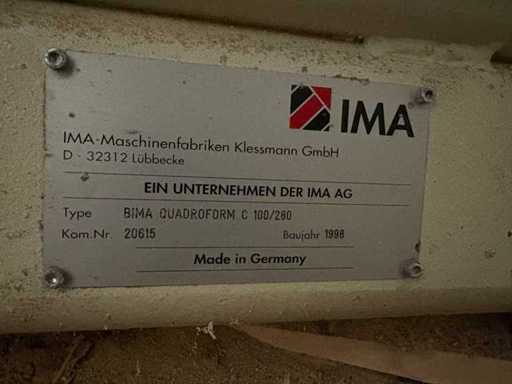 IMA
IMA-Maschinenfabriken Klessmann GmbH
D - 32312 Lübbecke
EIN UNTERNEHMEN DER IMA AG
Type BIMA QUADROFORM C 100/280
Kom.Nr. 20615 Baujahr 1998
Made in Germany